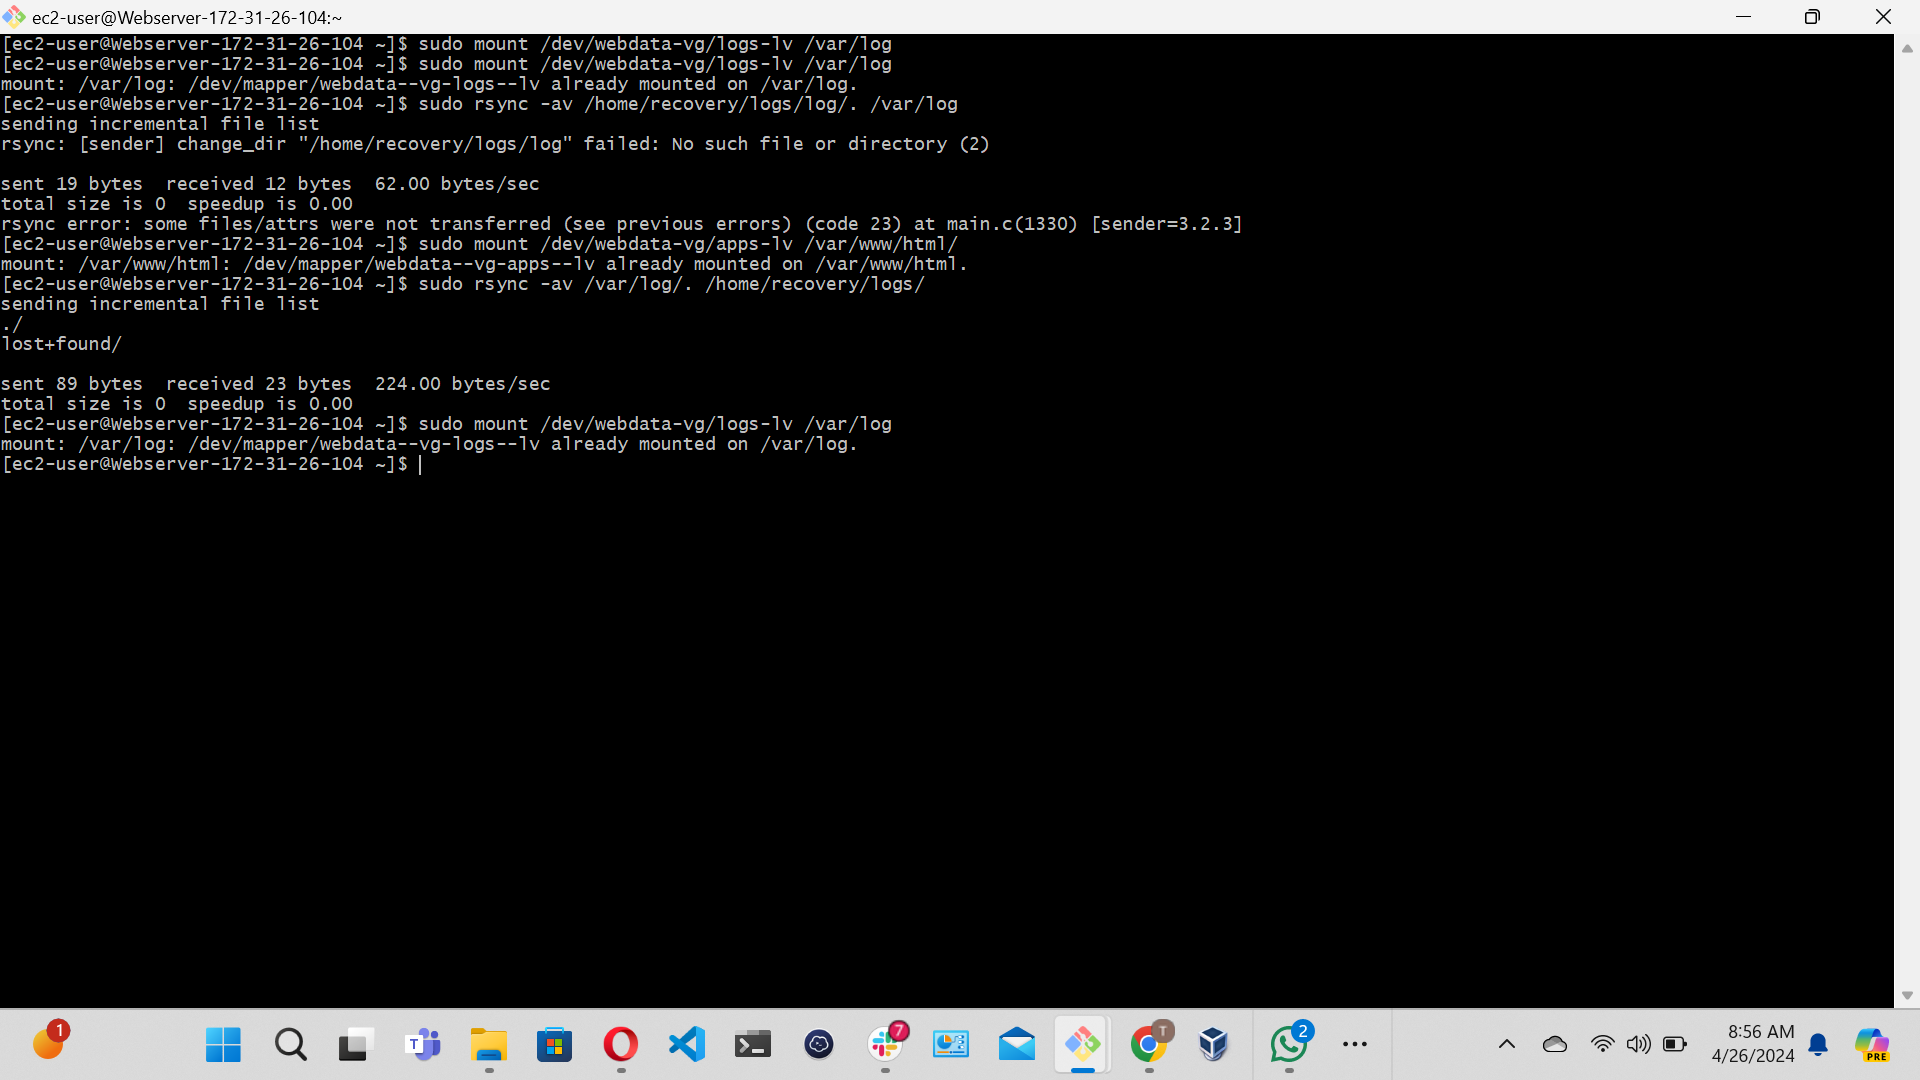 ec2-user@Webserver-172-31-26-104:~
[ec2-user@Webserver-172-31-26-104 ~]$ sudo mount /dev/webdata-vg/logs-lv /var/log
[ec2-user@Webserver-172-31-26-104 ~]$ sudo mount /dev/webdata-vg/logs-lv /var/log
mount: /var/log: /dev/mapper/webdata--vg-logs--lv already mounted on /var/log.
[ec2-user@Webserver-172-31-26-104 ~]$ sudo rsync -av /home/recovery/logs/log/. /var/log
sending incremental file list
rsync: [sender] change_dir "/home/recovery/logs/log" failed: No such file or directory (2)
sent 19 bytes  received 12 bytes  62.00 bytes/sec
total size is 0  speedup is 0.00
rsync error: some files/attrs were not transferred (see previous errors) (code 23) at main.c(1330) [sender=3.2.3]
[ec2-user@Webserver-172-31-26-104 ~]$ sudo mount /dev/webdata-vg/apps-lv /var/www/html/
mount: /var/www/html: /dev/mapper/webdata--vg-apps--lv already mounted on /var/www/html.
[ec2-user@Webserver-172-31-26-104 ~]$ sudo rsync -av /var/log/. /home/recovery/logs/
sending incremental file list
./
lost+found/
sent 89 bytes  received 23 bytes  224.00 bytes/sec
total size is 0  speedup is 0.00
[ec2-user@Webserver-172-31-26-104 ~]$ sudo mount /dev/webdata-vg/logs-lv /var/log
mount: /var/log: /dev/mapper/webdata--vg-logs--lv already mounted on /var/log.
[ec2-user@Webserver-172-31-26-104 ~]$
1
T
7
T
2
8:56 AM
4/26/2024
PRE